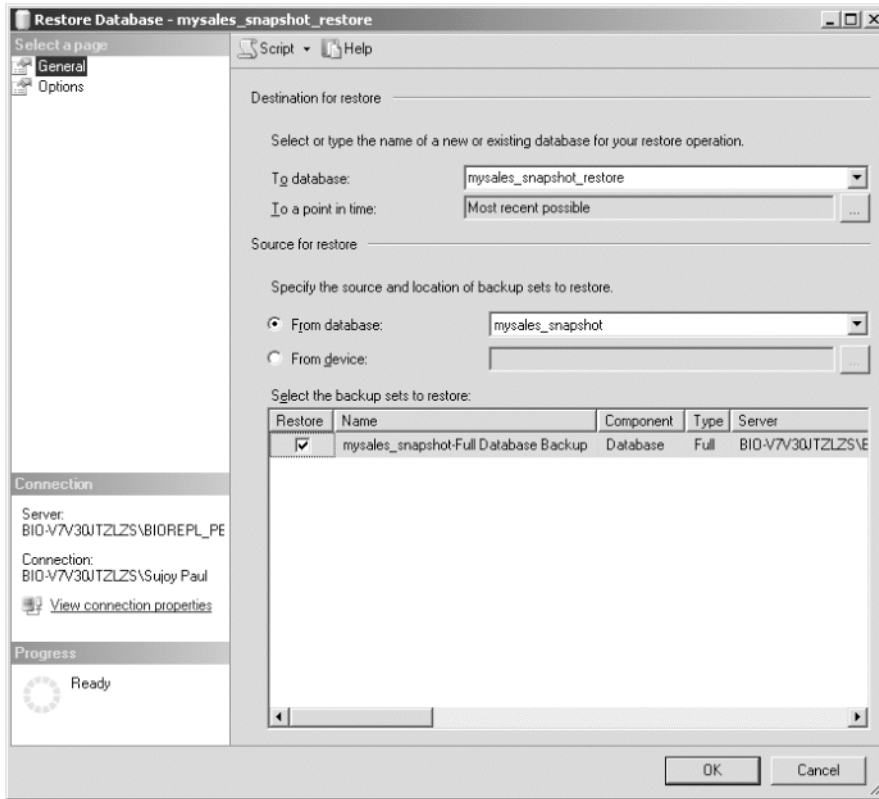 Restore Database - mysales_snapshot_restore
Select a page
General
Options
Script
Help
Destination for restore
Select or type the name of a new or existing database for your restore operation.
To database:
mysales_snapshot_restore
To a point in time:
Most recent possible
...
Source for restore
Specify the source and location of backup sets to restore.
From database:
mysales_snapshot
From device:
...
Select the backup sets to restore:
Restore Name Component Type Server
mysales_snapshot-Full Database Backup Database Full BIO-V7V30JTZLZS\E
Connection
Server:
BIO-V7V30JTZLZS\BIOREPL_PE
Connection:
BIO-V7V30JTZLZS\Sujoy Paul
View connection properties
Progress
Ready
OK
Cancel